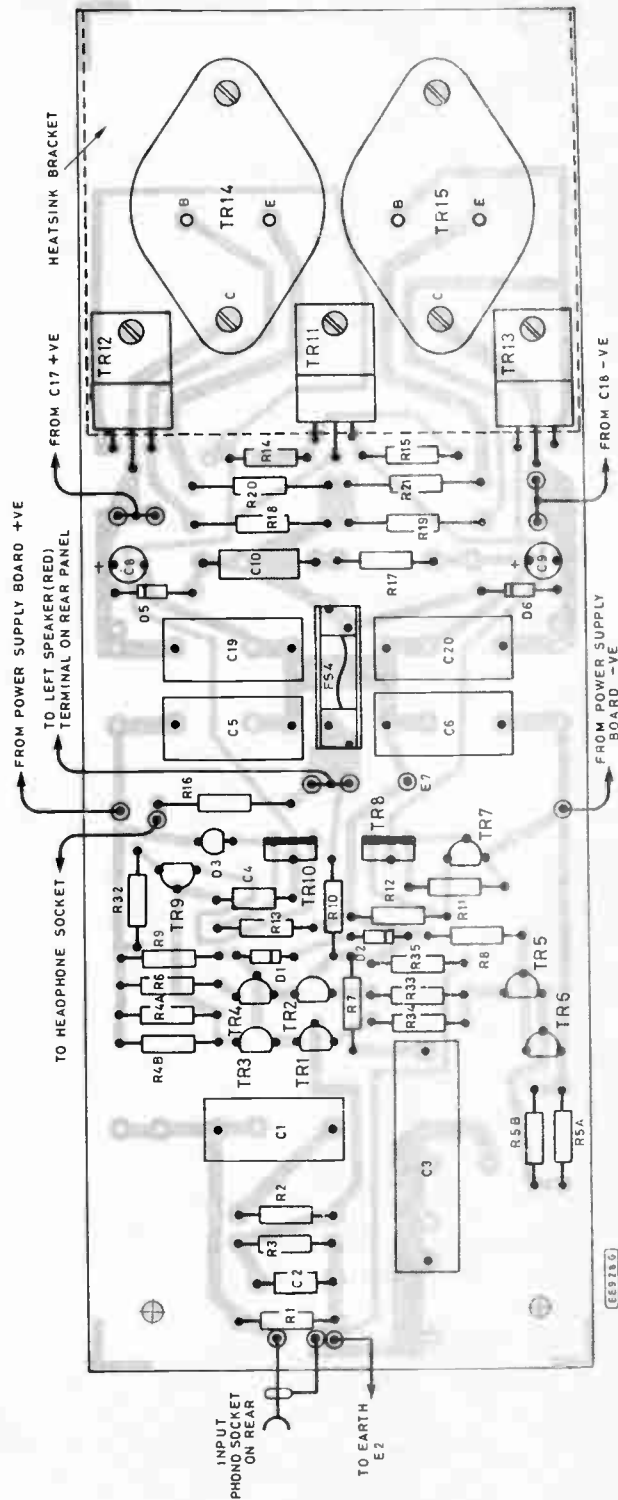 HEATSINK BRACKET
B
TR14
E
C
B
TR15
E
C
TR12
TR11
TR13
FROM C17 +VE
FROM C18 -VE
R14
R15
R20
R21
R18
R19
+
C8
C10
R17
+
C9
D5
D6
FROM POWER SUPPLY BOARD +VE
TO LEFT SPEAKER (RED)
TERMINAL ON REAR PANEL
FROM POWER SUPPLY
BOARD -VE
C19
FS4
C20
C5
C6
E7
R16
TO HEADPHONE SOCKET
D3
TR10
TR8
TR7
R32
TR9
C4
R10
R12
R11
R13
R9
D1
D2
R8
R6
R35
R4A
R33
R4B
R34
TR4
TR2
R7
TR5
TR3
TR1
TR6
C1
C3
R5B
R5A
R2
R3
C2
R1
INPUT
PHONO SOCKET
ON REAR
TO EARTH
E2
EE928G